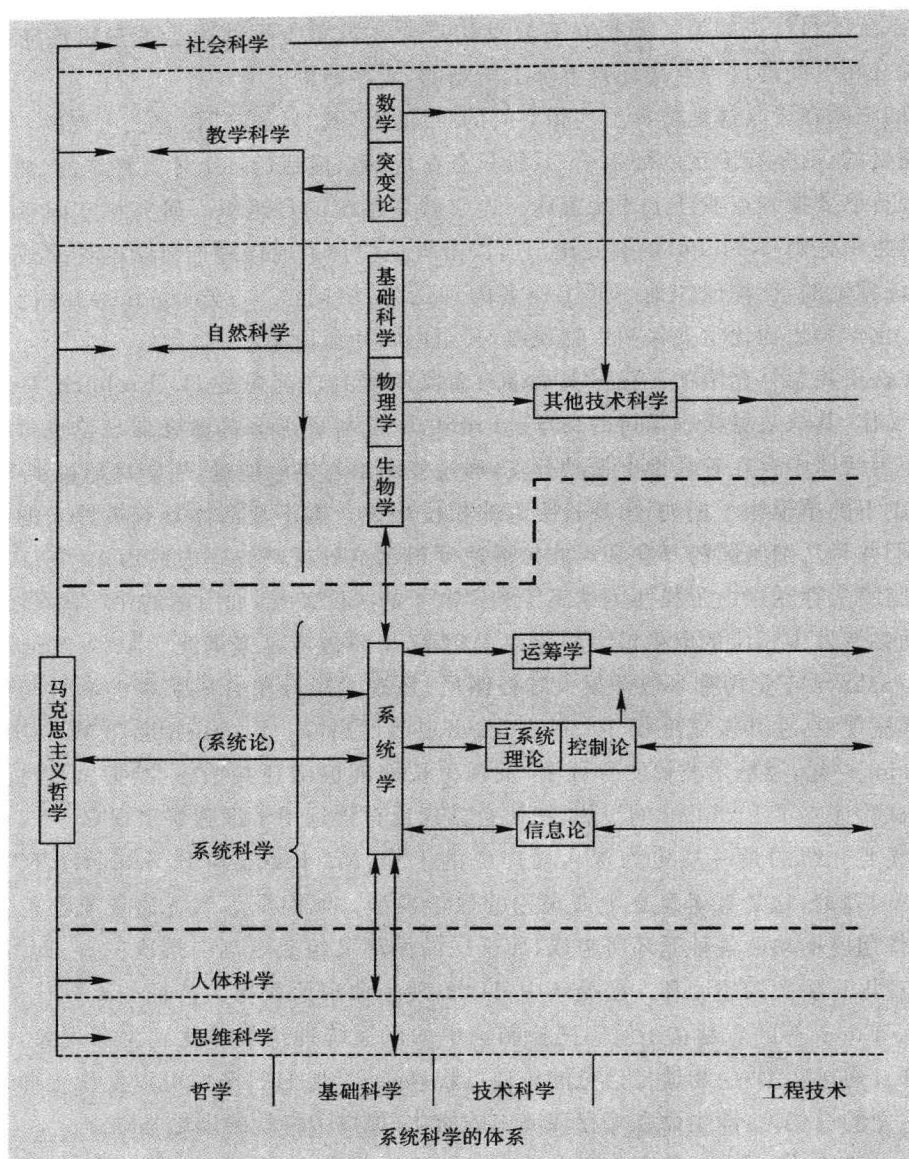 社会科学
数学
突变论
教学科学
基础科学
物理学
生物学
自然科学
其他技术科学
马克思主义哲学
(系统论)
系统科学
系统学
运筹学
巨系统
理论
控制论
信息论
人体科学
思维科学
哲学
基础科学
技术科学
工程技术
系统科学的体系